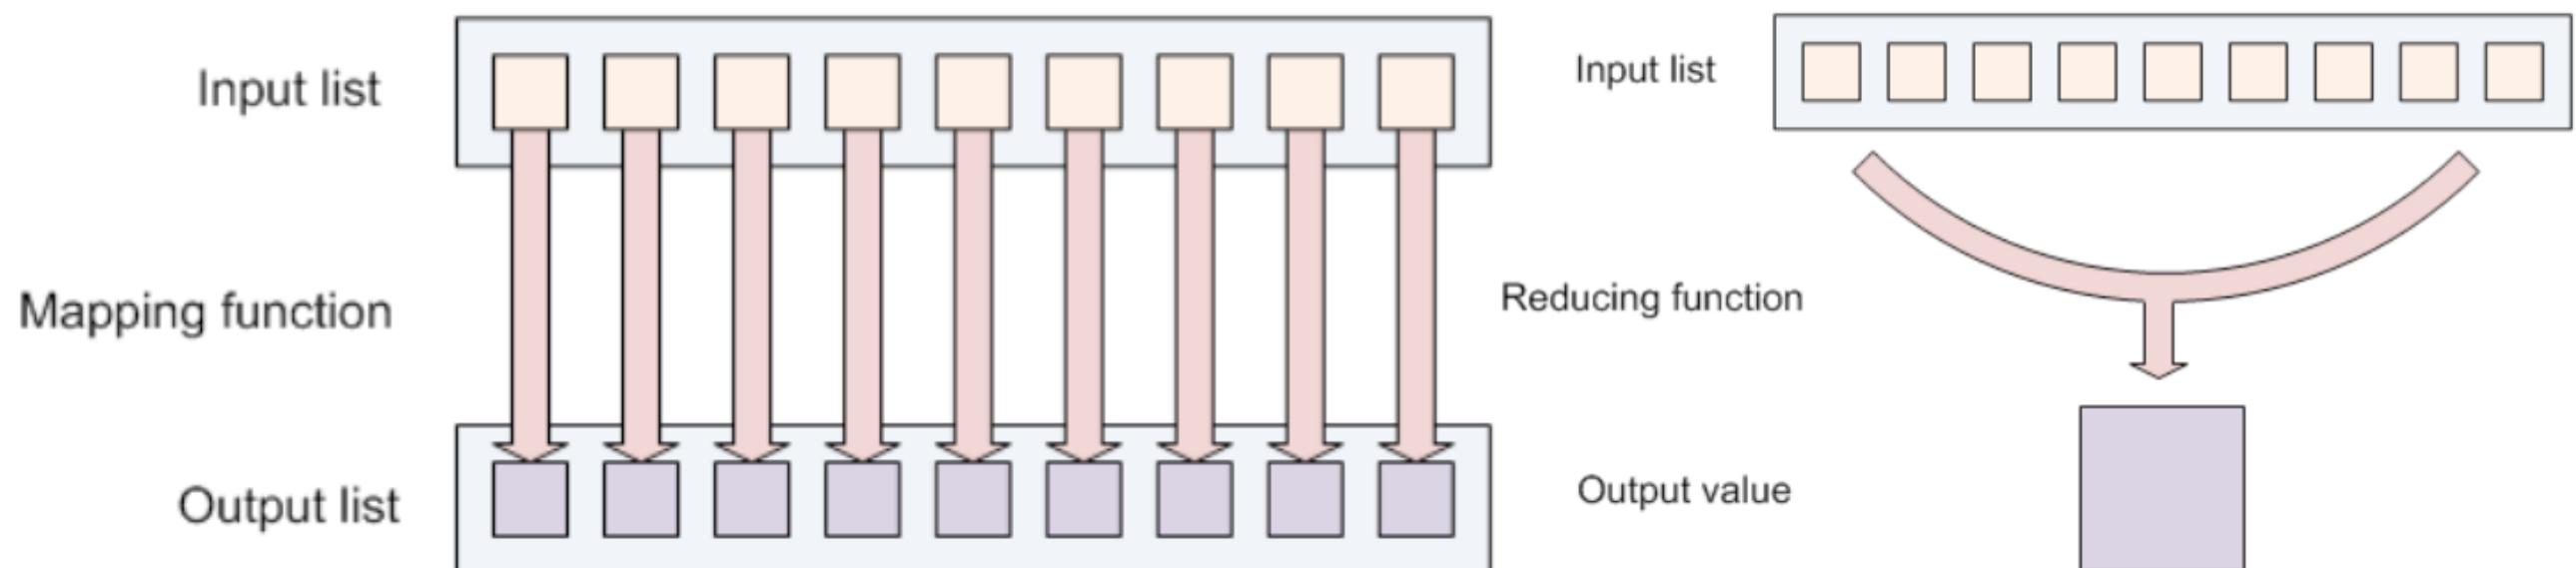 Input list
Mapping function
Output list
Input list
Reducing function
Output value